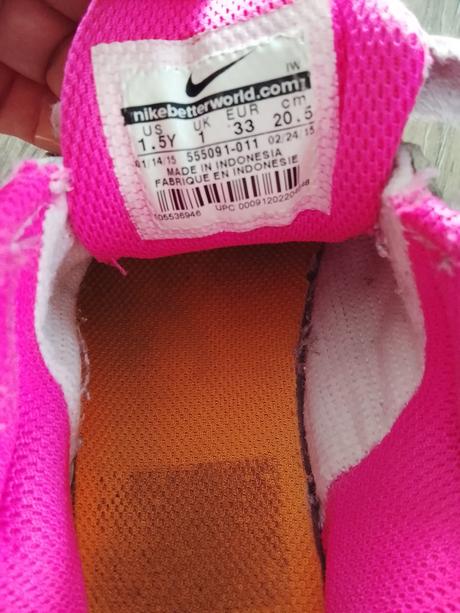 IW
nikebetterworld.com
US UK EUR cm
1.5Y 1 33 20.5
01/14/15 555091-011 02/24/15
MADE IN INDONESIA
FABRIQUE EN INDONESIE
UPC